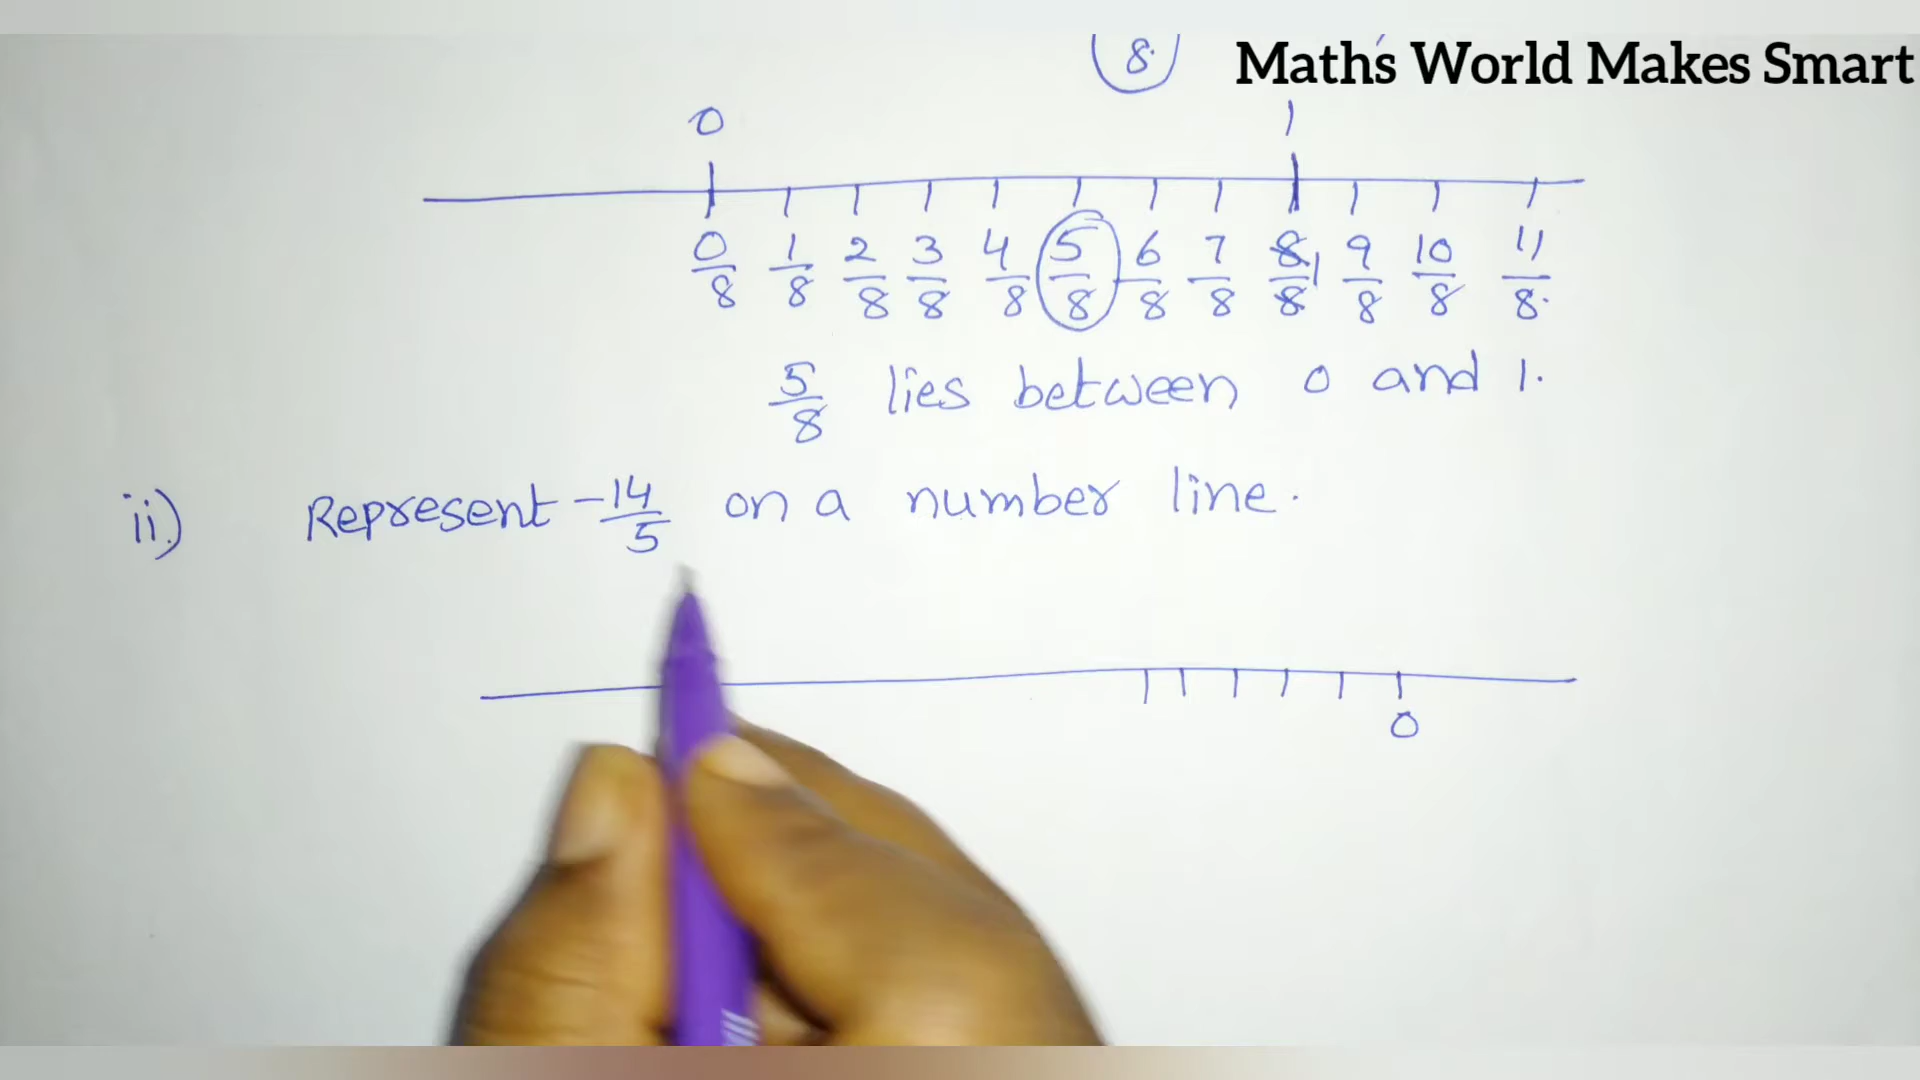 8.
Maths World Makes Smart
0 1
0/8 1/8 2/8 3/8 4/8 5/8 6/8 7/8 8/8 1 9/8 10/8 11/8.
5/8 lies between 0 and 1.
ii) Represent -14/5 on a number line.
0